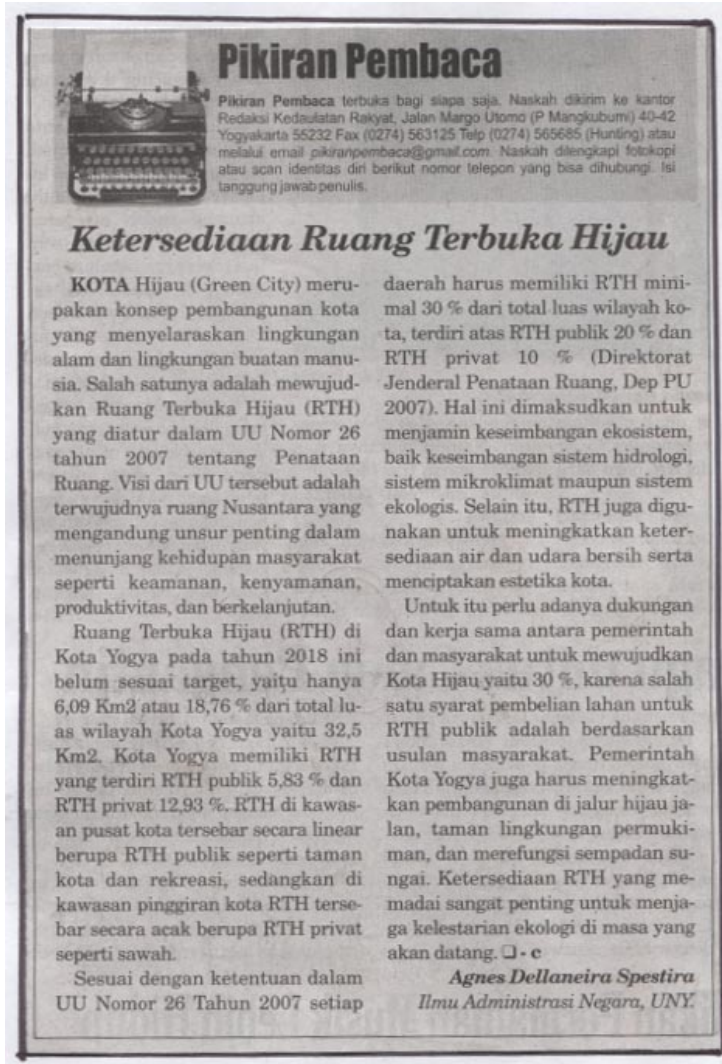 Pikiran Pembaca
Pikiran Pembaca terbuka bagi siapa saja. Naskah dikirim ke kantor
Redaksi Kedaulatan Rakyat, Jalan Margo Utomo (P Mangkubumi) 40-42
Yogyakarta 55232 Fax (0274) 563125 Telp (0274) 565685 (Hunting) atau
melalui email pikiranpembaca@gmail.com. Naskah dilengkapi fotokopi
atau scan identitas diri berikut nomor telepon yang bisa dihubungi. Isi
tanggung jawab penulis.
Ketersediaan Ruang Terbuka Hijau
KOTA Hijau (Green City) meru-
pakan konsep pembangunan kota
yang menyelaraskan lingkungan
alam dan lingkungan buatan manu-
sia. Salah satunya adalah mewujud-
kan Ruang Terbuka Hijau (RTH)
yang diatur dalam UU Nomor 26
tahun 2007 tentang Penataan
Ruang. Visi dari UU tersebut adalah
terwujudnya ruang Nusantara yang
mengandung unsur penting dalam
menunjang kehidupan masyarakat
seperti keamanan, kenyamanan,
produktivitas, dan berkelanjutan.
Ruang Terbuka Hijau (RTH) di
Kota Yogya pada tahun 2018 ini
belum sesuai target, yaitu hanya
6,09 Km2 atau 18,76 % dari total lu-
as wilayah Kota Yogya yaitu 32,5
Km2. Kota Yogya memiliki RTH
yang terdiri RTH publik 5,83 % dan
RTH privat 12,93 %. RTH di kawas-
an pusat kota tersebar secara linear
berupa RTH publik seperti taman
kota dan rekreasi, sedangkan di
kawasan pinggiran kota RTH terse-
bar secara acak berupa RTH privat
seperti sawah.
Sesuai dengan ketentuan dalam
UU Nomor 26 Tahun 2007 setiap
daerah harus memiliki RTH mini-
mal 30 % dari total luas wilayah ko-
ta, terdiri atas RTH publik 20 % dan
RTH privat 10 % (Direktorat
Jenderal Penataan Ruang, Dep PU
2007). Hal ini dimaksudkan untuk
menjamin keseimbangan ekosistem,
baik keseimbangan sistem hidrologi,
sistem mikroklimat maupun sistem
ekologis. Selain itu, RTH juga digu-
nakan untuk meningkatkan keter-
sediaan air dan udara bersih serta
menciptakan estetika kota.
Untuk itu perlu adanya dukungan
dan kerja sama antara pemerintah
dan masyarakat untuk mewujudkan
Kota Hijau yaitu 30 %, karena salah
satu syarat pembelian lahan untuk
RTH publik adalah berdasarkan
usulan masyarakat. Pemerintah
Kota Yogya juga harus meningkat-
kan pembangunan di jalur hijau ja-
lan, taman lingkungan permuki-
man, dan merefungsi sempadan su-
ngai. Ketersediaan RTH yang me-
madai sangat penting untuk menja-
ga kelestarian ekologi di masa yang
akan datang. ❑ - c
Agnes Dellaneira Spestira
Ilmu Administrasi Negara, UNY.